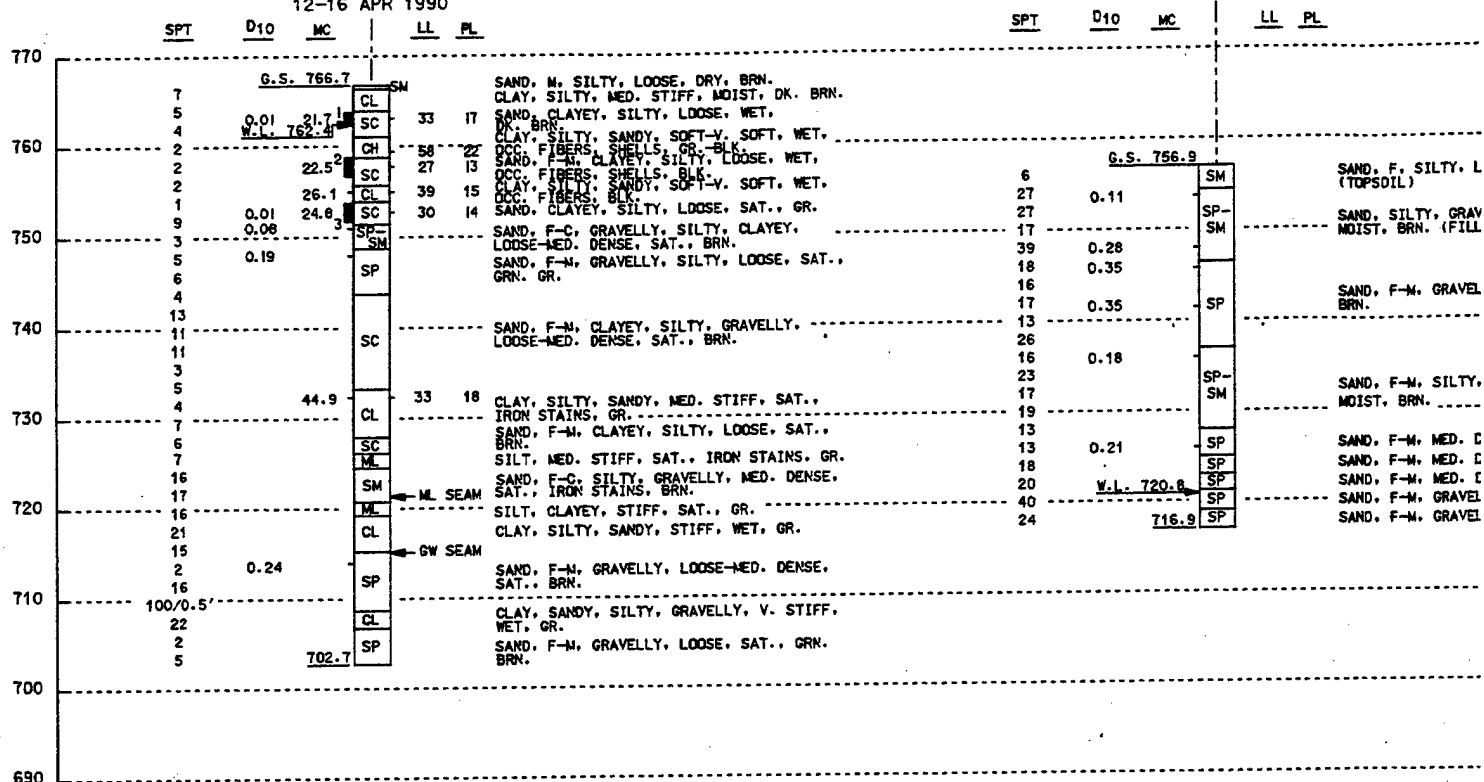 12-16 APR 1990
SPT D10 MC LL PL
SPT D10 MC LL PL
770
G.S. 766.7 SM SAND, M, SILTY, LOOSE, DRY, BRN.
7 CL CLAY, SILTY, MED. STIFF, MOIST, DK. BRN.
5 0.01 21.7 1 SC 33 17 SAND, CLAYEY, SILTY, LOOSE, WET,
DK. BRN.
4 W.L. 762.4
CLAY, SILTY, SANDY, SOFT-V. SOFT, WET,
760 2 CH 58 22 OCC. FIBERS, SHELLS, GR.-BLK.
2 22.5 2 SC 27 13 SAND, F-M, CLAYEY, SILTY, LOOSE, WET,
OCC. FIBERS, SHELLS, BLK.
2 26.1 CL 39 15 CLAY, SILTY, SANDY, SOFT-V. SOFT, WET,
OCC. FIBERS, BLK.
1 0.01 24.8 3 SC 30 14 SAND, CLAYEY, SILTY, LOOSE, SAT., GR.
9 0.06 SP-SM SAND, F-C, GRAVELLY, SILTY, CLAYEY,
750 3 LOOSE-MED. DENSE, SAT., BRN.
5 0.19 SP SAND, F-M, GRAVELLY, SILTY, LOOSE, SAT.,
GRN. GR.
6
4
13
740 11 SC SAND, F-M, CLAYEY, SILTY, GRAVELLY,
LOOSE-MED. DENSE, SAT., BRN.
11
3
5 44.9 CL 33 18 CLAY, SILTY, SANDY, MED. STIFF, SAT.,
4 IRON STAINS, GR.
730 7
6 SC SAND, F-M, CLAYEY, SILTY, LOOSE, SAT.,
BRN.
7 ML SILT, MED. STIFF, SAT., IRON STAINS, GR.
16 SM SAND, F-C, SILTY, GRAVELLY, MED. DENSE,
SAT., IRON STAINS, BRN.
17 ML SEAM
720 16 ML SILT, CLAYEY, STIFF, SAT., GR.
21 CL CLAY, SILTY, SANDY, STIFF, WET, GR.
15 GW SEAM
2 0.24 SP SAND, F-M, GRAVELLY, LOOSE-MED. DENSE,
SAT., BRN.
16
710 100/0.5'
22 CL CLAY, SANDY, SILTY, GRAVELLY, V. STIFF,
WET, GR.
2 SP SAND, F-M, GRAVELLY, LOOSE, SAT., GRN.
BRN.
5 702.7
700
690
G.S. 756.9
6 SM SAND, F, SILTY, L
(TOPSOIL)
27 0.11
27 SP-SM SAND, SILTY, GRAV
17 MOIST, BRN. (FILL
39 0.28
18 0.35
16 SAND, F-M, GRAVEL
17 0.35 SP BRN.
13
26
16 0.18
23 SP-SM SAND, F-M, SILTY,
17 MOIST, BRN.
19
13
13 0.21 SP SAND, F-M, MED. D
18 SP SAND, F-M, MED. D
20 W.L. 720.8 SP SAND, F-M, MED. D
40 SP SAND, F-M, GRAVEL
24 716.9 SP SAND, F-M, GRAVEL